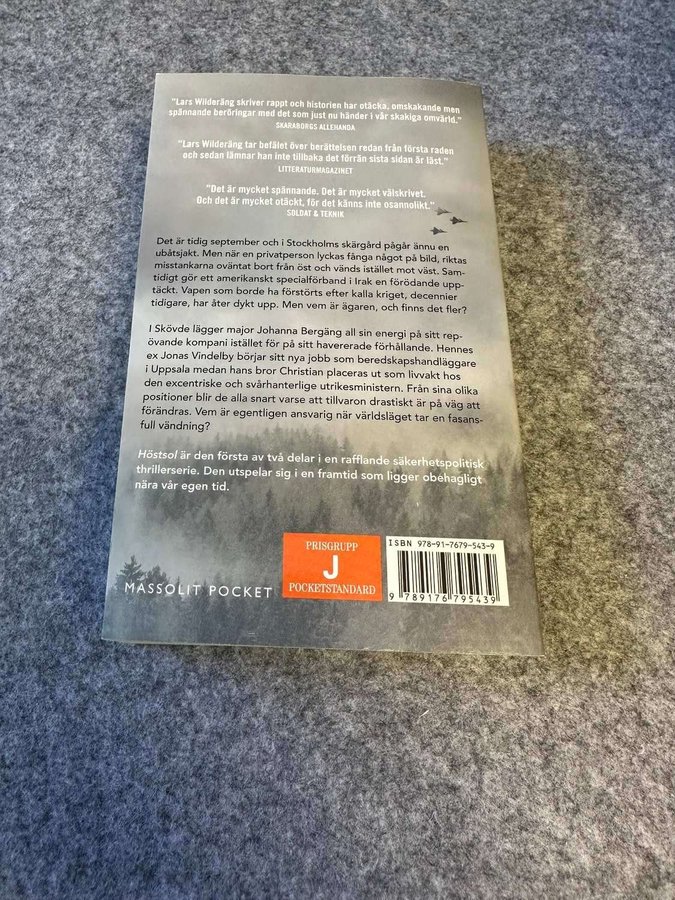 "Lars Wilderäng skriver rappt och historien har otäcka, omskakande men
spännande beröringar med det som just nu händer i vår skakiga omvärld."
SKARABORGS ALLEHANDA
"Lars Wilderäng tar befälet över berättelsen redan från första raden
och sedan lämnar han inte tillbaka det förrän sista sidan är läst."
LITTERATURMAGAZINET
"Det är mycket spännande. Det är mycket välskrivet.
Och det är mycket otäckt, för det känns inte osannolikt."
SOLDAT & TEKNIK
Det är tidig september och i Stockholms skärgård pågår ännu en
ubåtsjakt. Men när en privatperson lyckas fånga något på bild, riktas
misstankarna oväntat bort från öst och vänds istället mot väst. Sam-
tidigt gör ett amerikanskt specialförband i Irak en förödande upp-
täckt. Vapen som borde ha förstörts efter kalla kriget, decennier
tidigare, har åter dykt upp. Men vem är ägaren, och finns det fler?
I Skövde lägger major Johanna Bergäng all sin energi på sitt rep-
övande kompani istället för på sitt havererade förhållande. Hennes
ex Jonas Vindelby börjar sitt nya jobb som beredskapshandläggare
i Uppsala medan hans bror Christian placeras ut som livvakt hos
den excentriske och svårhanterlige utrikesministern. Från sina olika
positioner blir de alla snart varse att tillvaron drastiskt är på väg att
förändras. Vem är egentligen ansvarig när världsläget tar en fasans-
full vändning?
Höstsol är den första av två delar i en rafflande säkerhetspolitisk
thrillerserie. Den utspelar sig i en framtid som ligger obehagligt
nära vår egen tid.
MASSOLIT POCKET
PRISGRUPP
J
POCKETSTANDARD
ISBN 978-91-7679-543-9
9 789176 795439